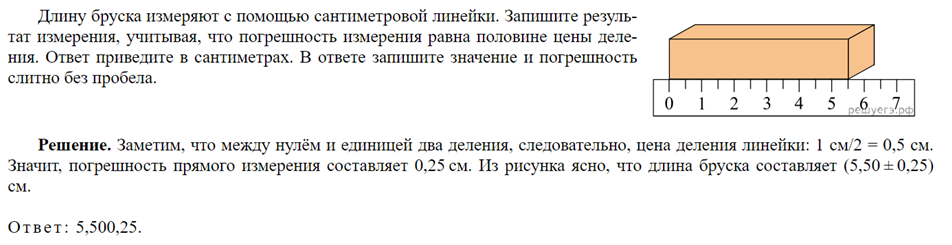 Длину бруска измеряют с помощью сантиметровой линейки. Запишите резуль-
тат измерения, учитывая, что погрешность измерения равна половине цены деле-
ния. Ответ приведите в сантиметрах. В ответе запишите значение и погрешность
слитно без пробела.
0 1 2 3 4 5 6 7
решуегэ.рф
Решение. Заметим, что между нулём и единицей два деления, следовательно, цена деления линейки: 1 см/2 = 0,5 см.
Значит, погрешность прямого измерения составляет 0,25 см. Из рисунка ясно, что длина бруска составляет (5,50 ± 0,25)
см.
Ответ: 5,500,25.